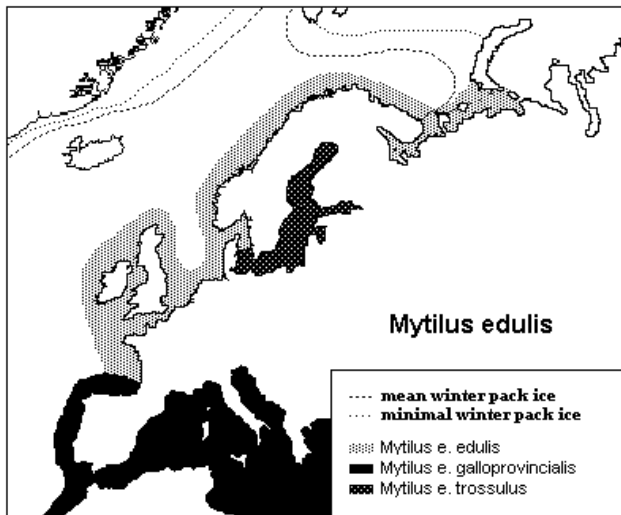 Mytilus edulis
mean winter pack ice
minimal winter pack ice
Mytilus e. edulis
Mytilus e. galloprovincialis
Mytilus e. trossulus